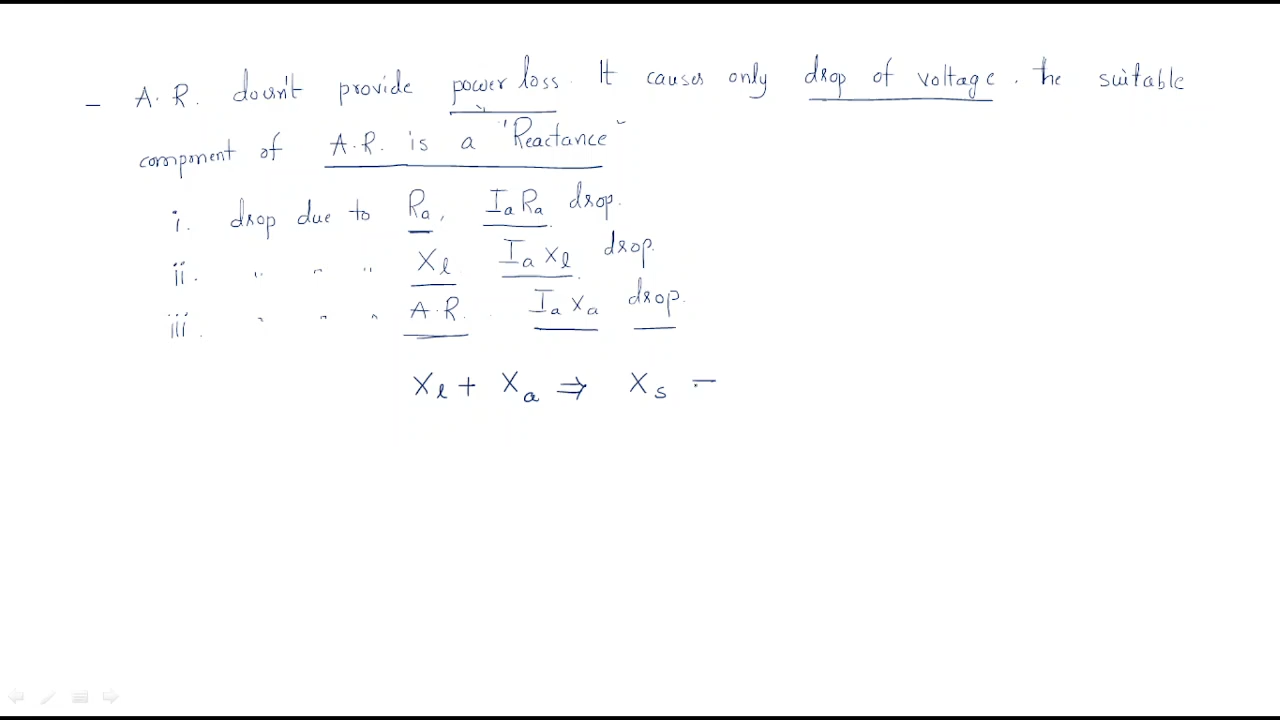 - A.R. doesn't provide power loss. It causes only drop of voltage. The suitable
component of A.R. is a "Reactance"
i. drop due to Ra, IaRa drop.
ii. " " " Xl IaXl drop.
iii. " " " A.R. IaXa drop.
Xl + Xa ⇒ Xs —